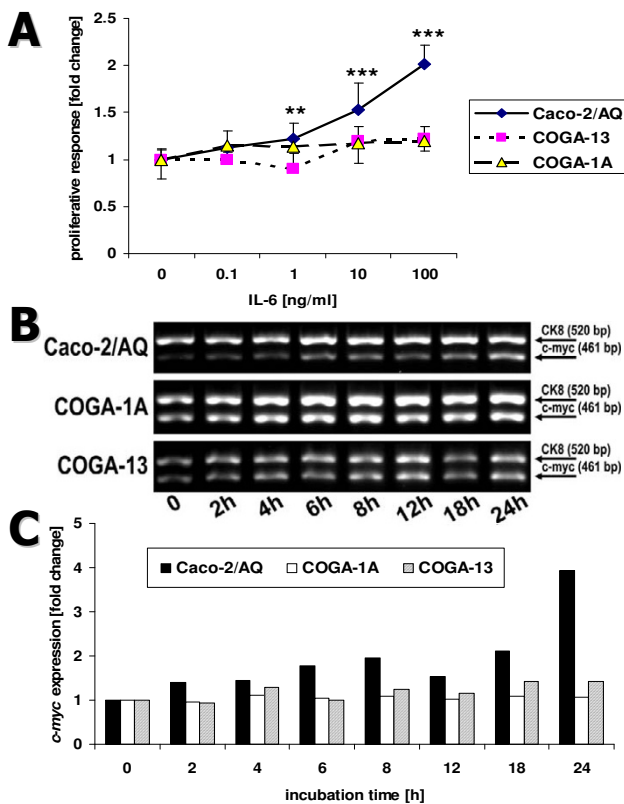 A
proliferative response [fold change]
2.5
2
1.5
1
0.5
0
**
***
***
0 0.1 1 10 100
IL-6 [ng/ml]
Caco-2/AQ
COGA-13
COGA-1A
B
Caco-2/AQ
CK8 (520 bp)
c-myc (461 bp)
COGA-1A
CK8 (520 bp)
c-myc (461 bp)
COGA-13
CK8 (520 bp)
c-myc (461 bp)
0 2h 4h 6h 8h 12h 18h 24h
C
c-myc expression [fold change]
5
4
3
2
1
0
Caco-2/AQ COGA-1A COGA-13
0 2 4 6 8 12 18 24
incubation time [h]